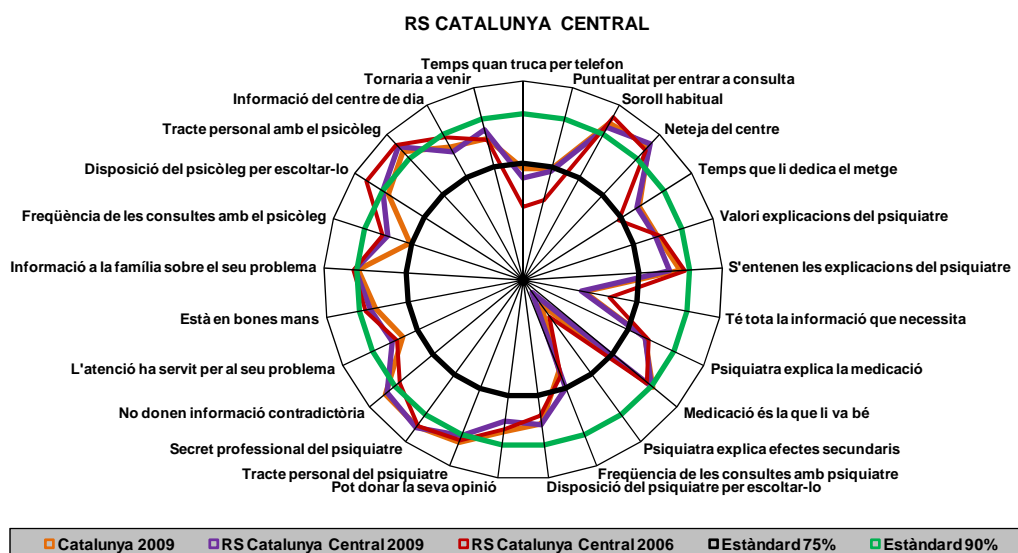 RS CATALUNYA CENTRAL
Temps quan truca per telefon
Puntualitat per entrar a consulta
Soroll habitual
Neteja del centre
Temps que li dedica el metge
Valori explicacions del psiquiatre
S'entenen les explicacions del psiquiatre
Té tota la informació que necessita
Psiquiatra explica la medicació
Medicació és la que li va bé
Psiquiatra explica efectes secundaris
Freqüencia de les consultes amb psiquiatre
Disposició del psiquiatre per escoltar-lo
Pot donar la seva opinió
Tracte personal del psiquiatre
Secret professional del psiquiatre
No donen informació contradictòria
L'atenció ha servit per al seu problema
Està en bones mans
Informació a la família sobre el seu problema
Freqüència de les consultes amb el psicòleg
Disposició del psicòleg per escoltar-lo
Tracte personal amb el psicòleg
Informació del centre de dia
Tornaria a venir
Catalunya 2009
RS Catalunya Central 2009
RS Catalunya Central 2006
Estàndard 75%
Estàndard 90%